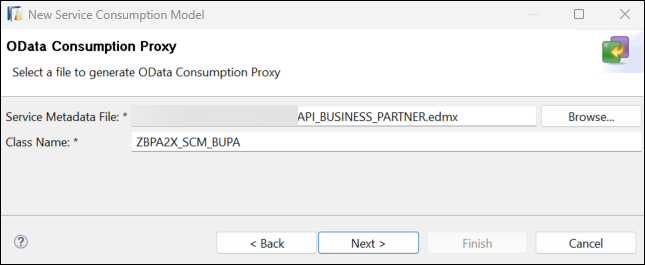 New Service Consumption Model
OData Consumption Proxy
Select a file to generate OData Consumption Proxy
Service Metadata File: * API_BUSINESS_PARTNER.edmx Browse...
Class Name: * ZBPA2X_SCM_BUPA
? < Back Next > Finish Cancel